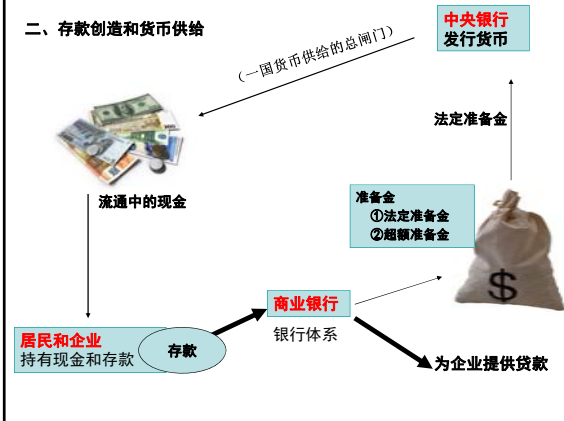 二、存款创造和货币供给
中央银行
发行货币
（一国货币供给的总闸门）
法定准备金
流通中的现金
准备金
①法定准备金
②超额准备金
$
商业银行
银行体系
居民和企业
持有现金和存款
存款
为企业提供贷款